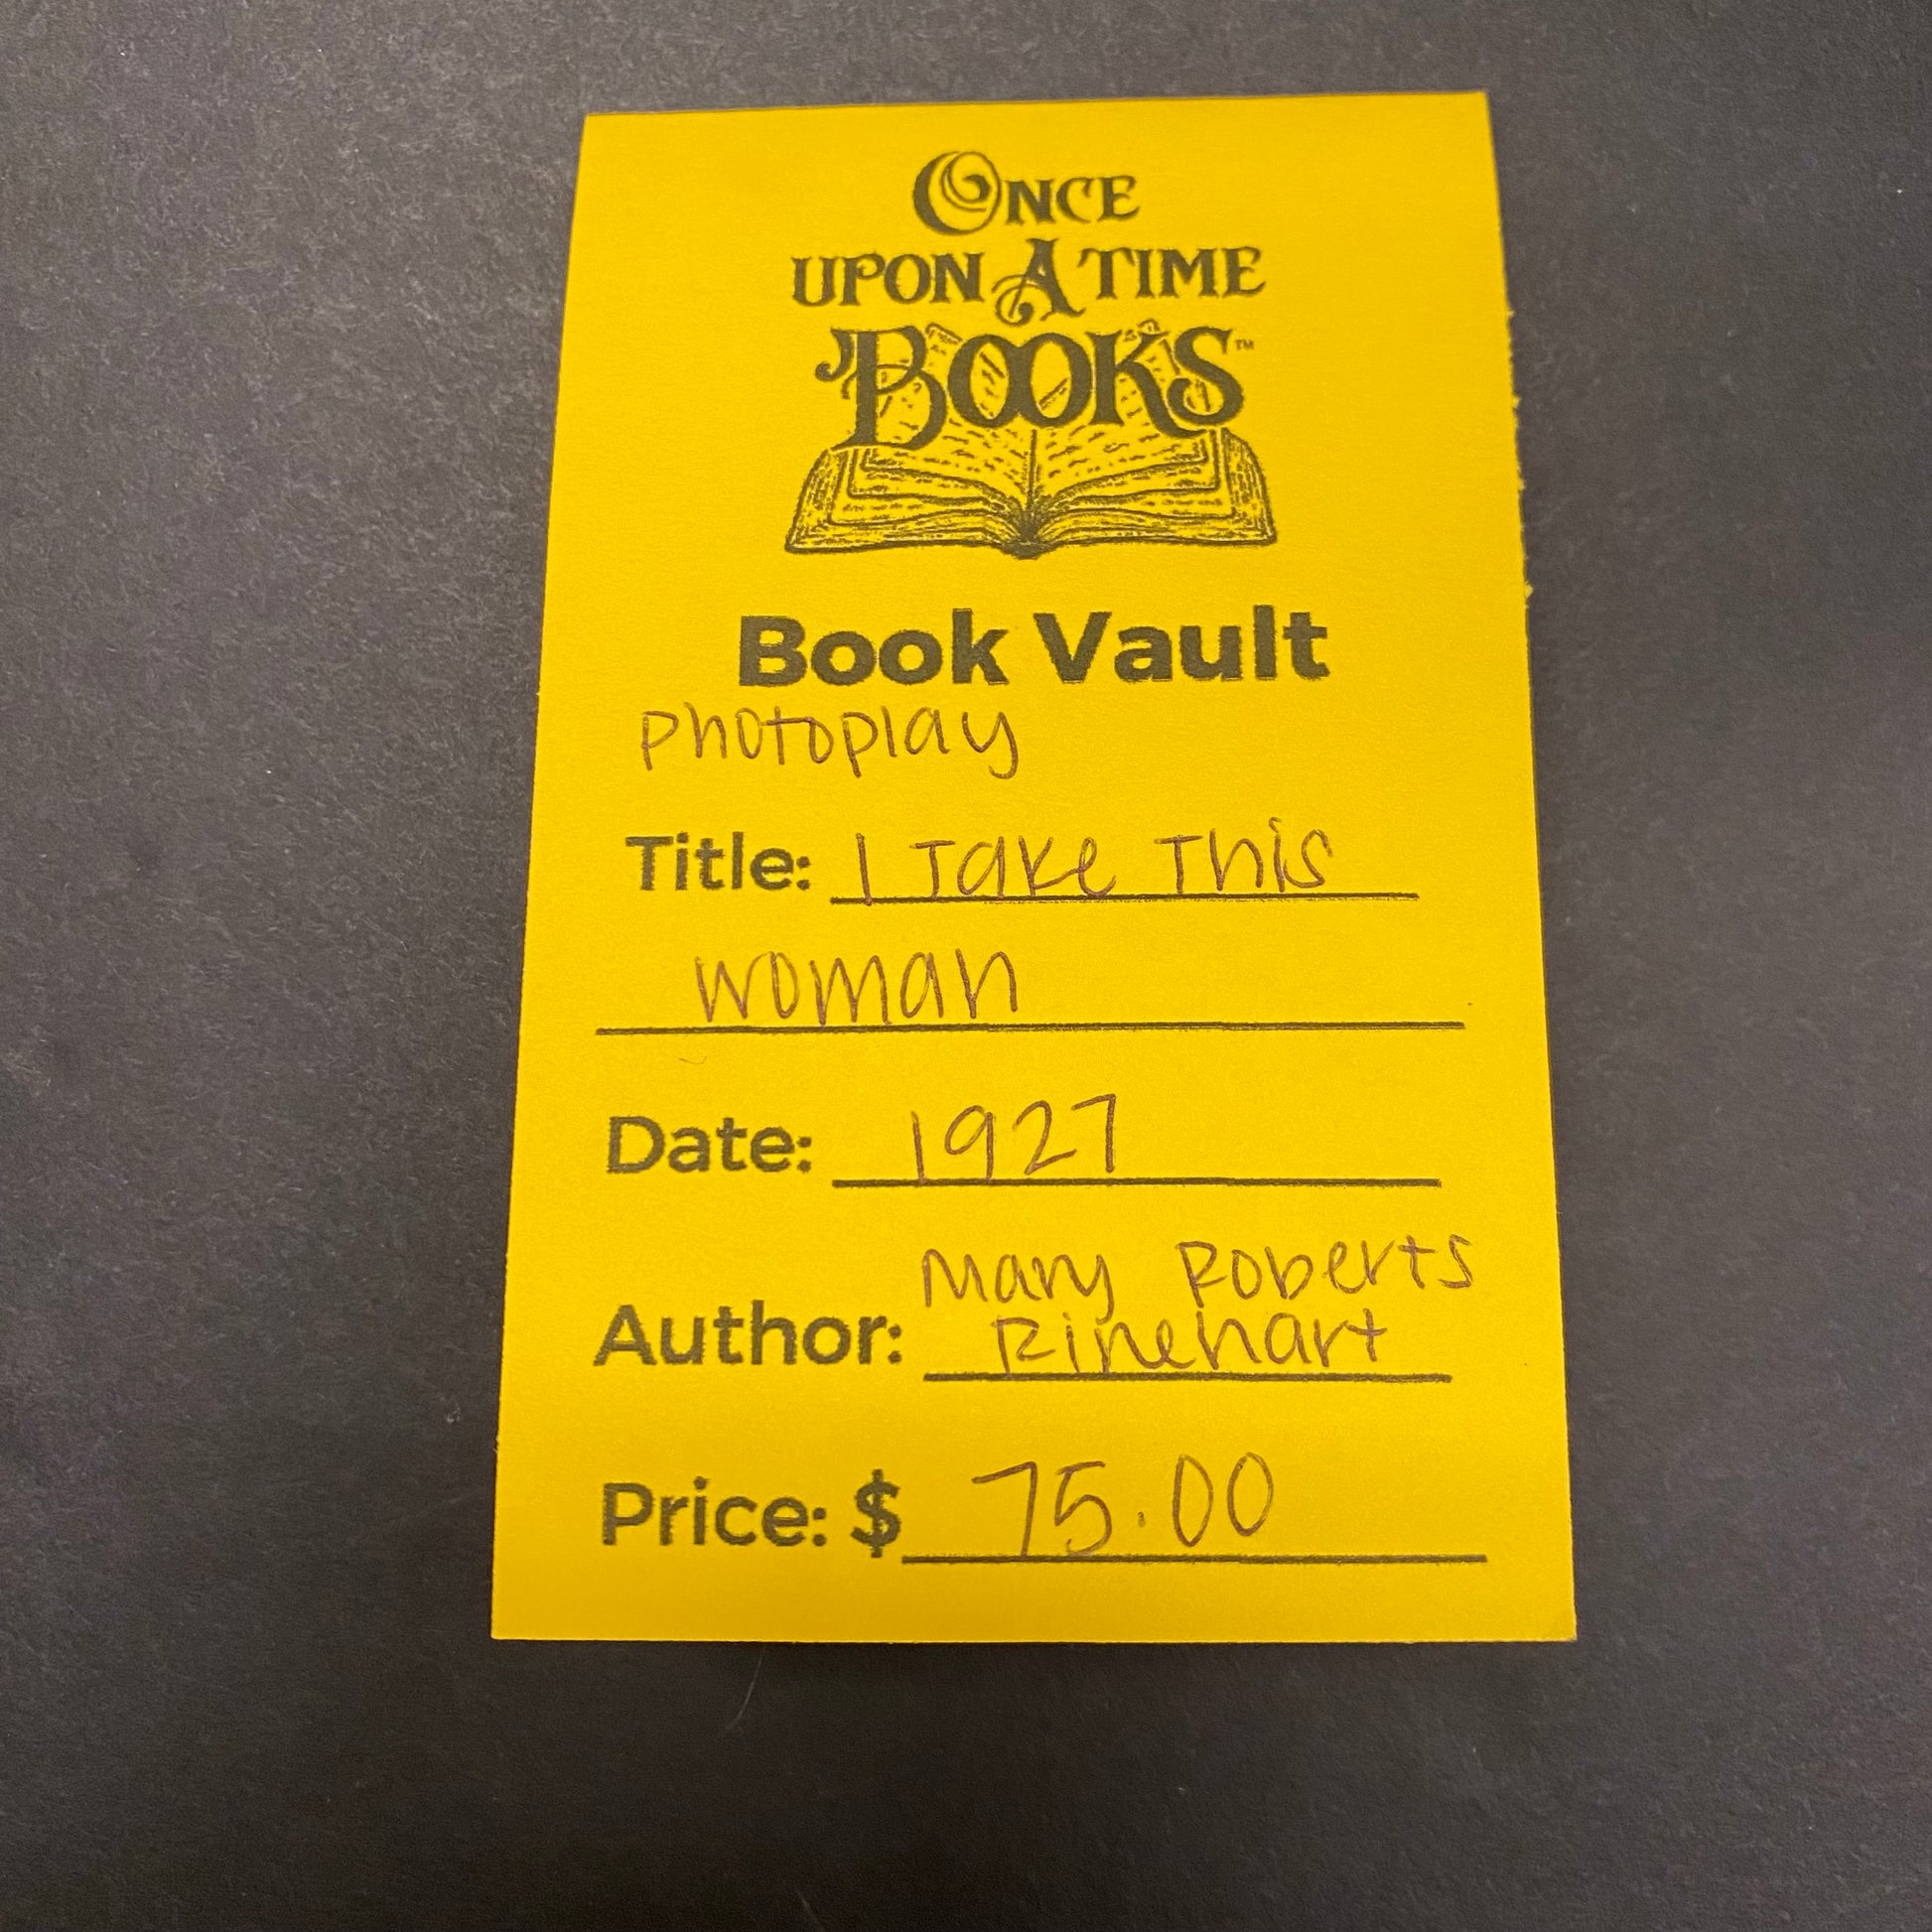 ONCE
UPON A TIME
BOOKS™
Book Vault
Photoplay
Title: I Take This
Woman
Date: 1927
Mary Roberts
Author: Rinehart
Price: $ 75.00